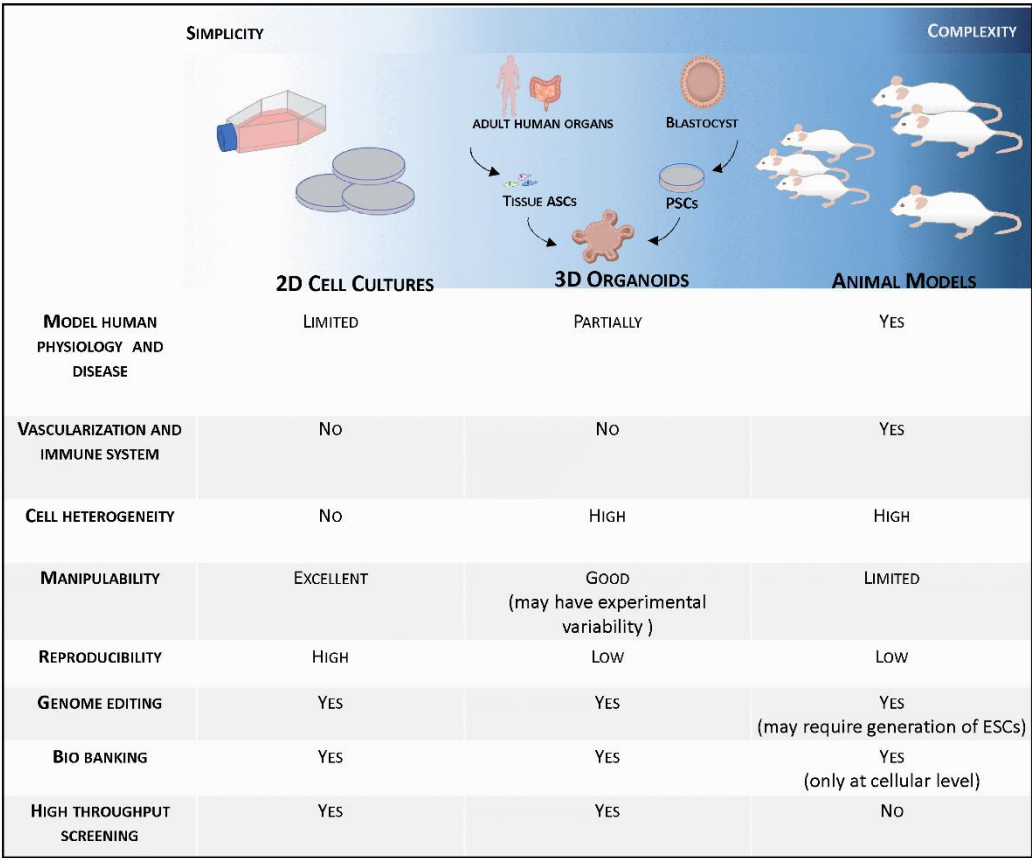 SIMPLICITY
COMPLEXITY
ADULT HUMAN ORGANS
BLASTOCYST
TISSUE ASCs
PSCs
2D CELL CULTURES
3D ORGANOIDS
ANIMAL MODELS
MODEL HUMAN
PHYSIOLOGY AND
DISEASE
LIMITED
PARTIALLY
YES
VASCULARIZATION AND
IMMUNE SYSTEM
NO
NO
YES
CELL HETEROGENEITY
NO
HIGH
HIGH
MANIPULABILITY
EXCELLENT
GOOD
(may have experimental
variability )
LIMITED
REPRODUCIBILITY
HIGH
LOW
LOW
GENOME EDITING
YES
YES
YES
(may require generation of ESCs)
BIO BANKING
YES
YES
YES
(only at cellular level)
HIGH THROUGHPUT
SCREENING
YES
YES
NO